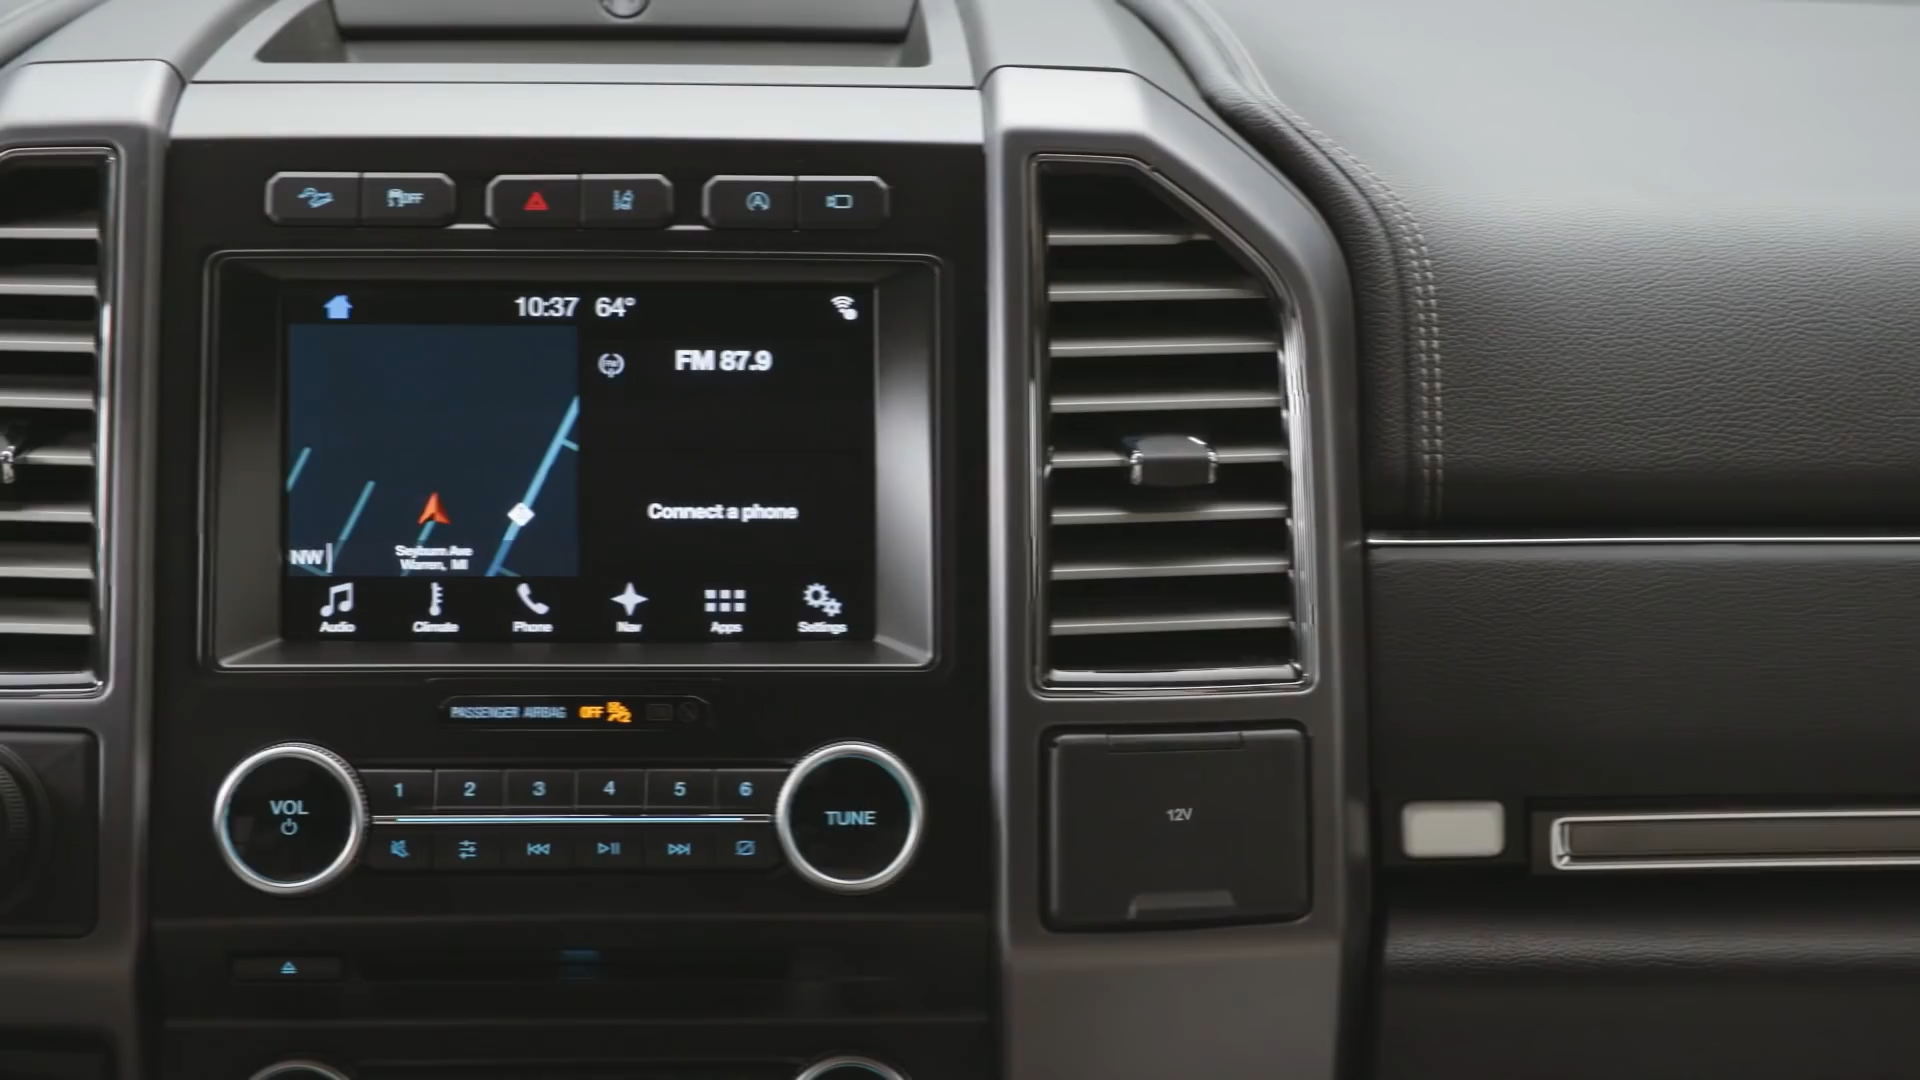 OFF
10:37 64°
FM 87.9
Connect a phone
NW
Seyburn Ave
Warren, MI
Audio Climate Phone Nav Apps Settings
PASSENGER AIRBAG OFF
1 2 3 4 5 6
VOL
TUNE
12V